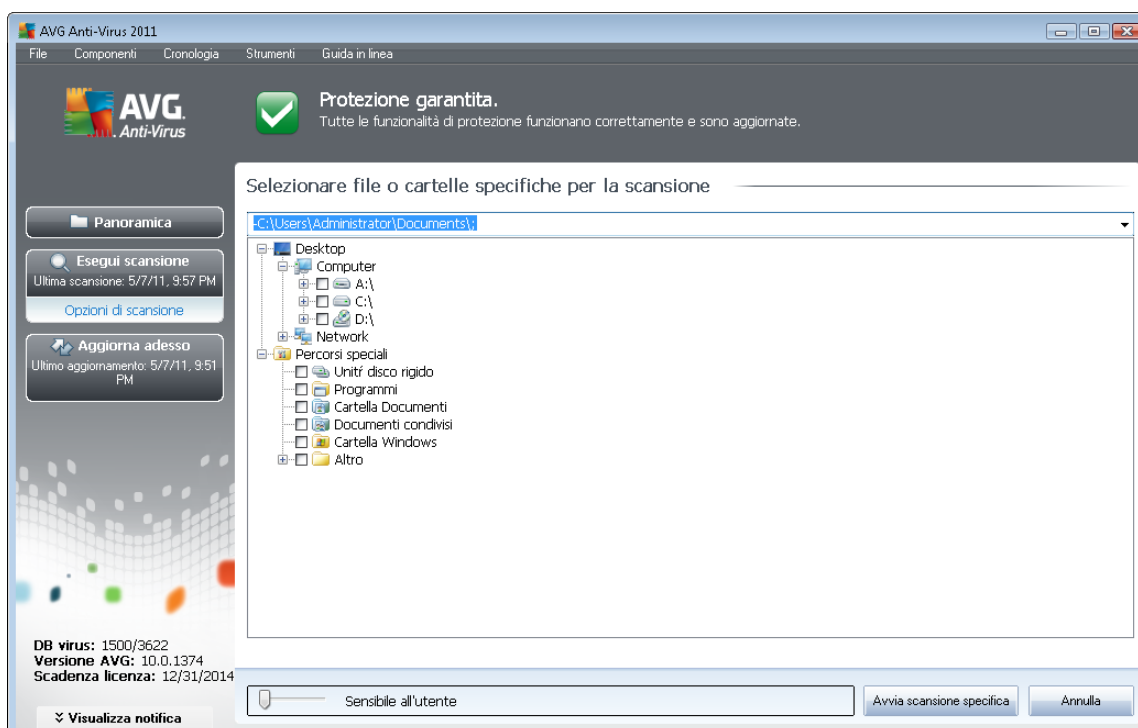 AVG Anti-Virus 2011
File Componenti Cronologia Strumenti Guida in linea
AVG.
Anti-Virus
Protezione garantita.
Tutte le funzionalità di protezione funzionano correttamente e sono aggiornate.
Selezionare file o cartelle specifiche per la scansione
Panoramica
Esegui scansione
Ultima scansione: 5/7/11, 9:57 PM
Opzioni di scansione
Aggiorna adesso
Ultimo aggiornamento: 5/7/11, 9:51
PM
-C:\Users\Administrator\Documents\;
Desktop
Computer
A:\
C:\
D:\
Network
Percorsi speciali
Unitŕ disco rigido
Programmi
Cartella Documenti
Documenti condivisi
Cartella Windows
Altro
DB virus: 1500/3622
Versione AVG: 10.0.1374
Scadenza licenza: 12/31/2014
Visualizza notifica
Sensibile all'utente
Avvia scansione specifica
Annulla